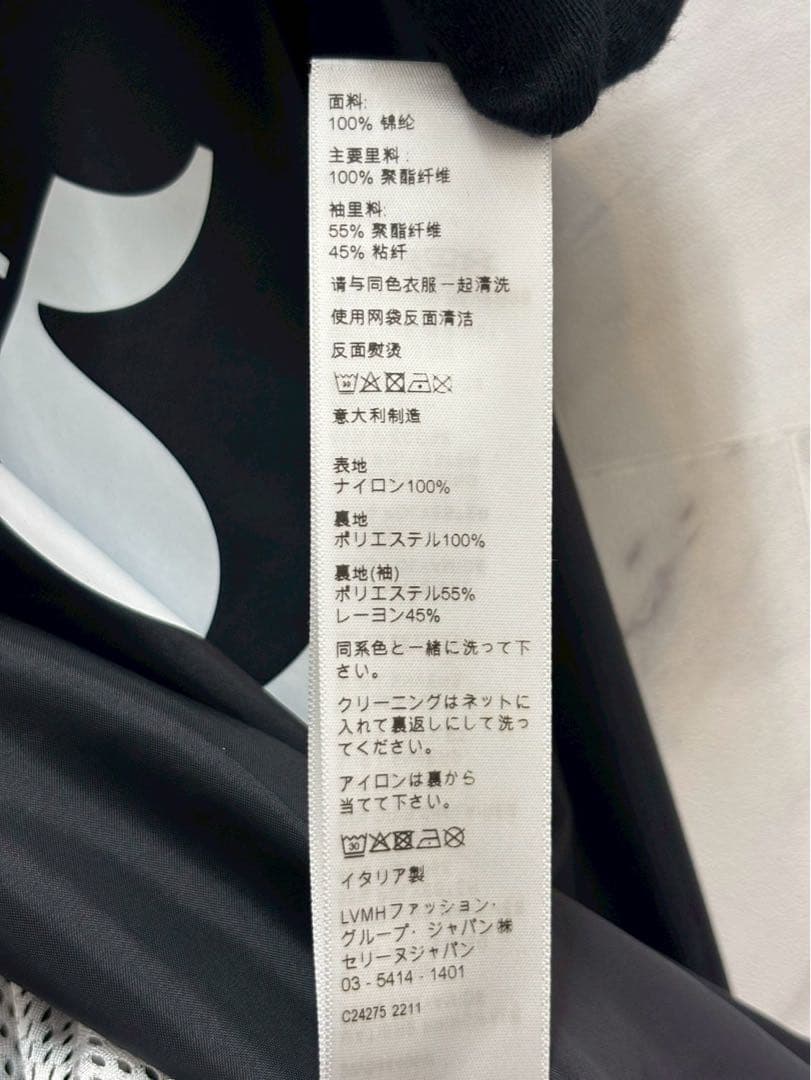 面料:
100% 锦纶
主要里料 :
100% 聚酯纤维
袖里料:
55% 聚酯纤维
45% 粘纤
请与同色衣服一起清洗
使用网袋反面清洁
反面熨烫
意大利制造
表地
ナイロン100%
裏地
ポリエステル100%
裏地(袖)
ポリエステル55%
レーヨン45%
同系色と一緒に洗って下
さい。
クリーニングはネットに
入れて裏返しにして洗っ
てください。
アイロンは裏から
当てて下さい。
30
イタリア製
LVMHファッション·
グループ· ジャパン㈱
セリーヌジャパン
03 - 5414 - 1401
C24275 2211